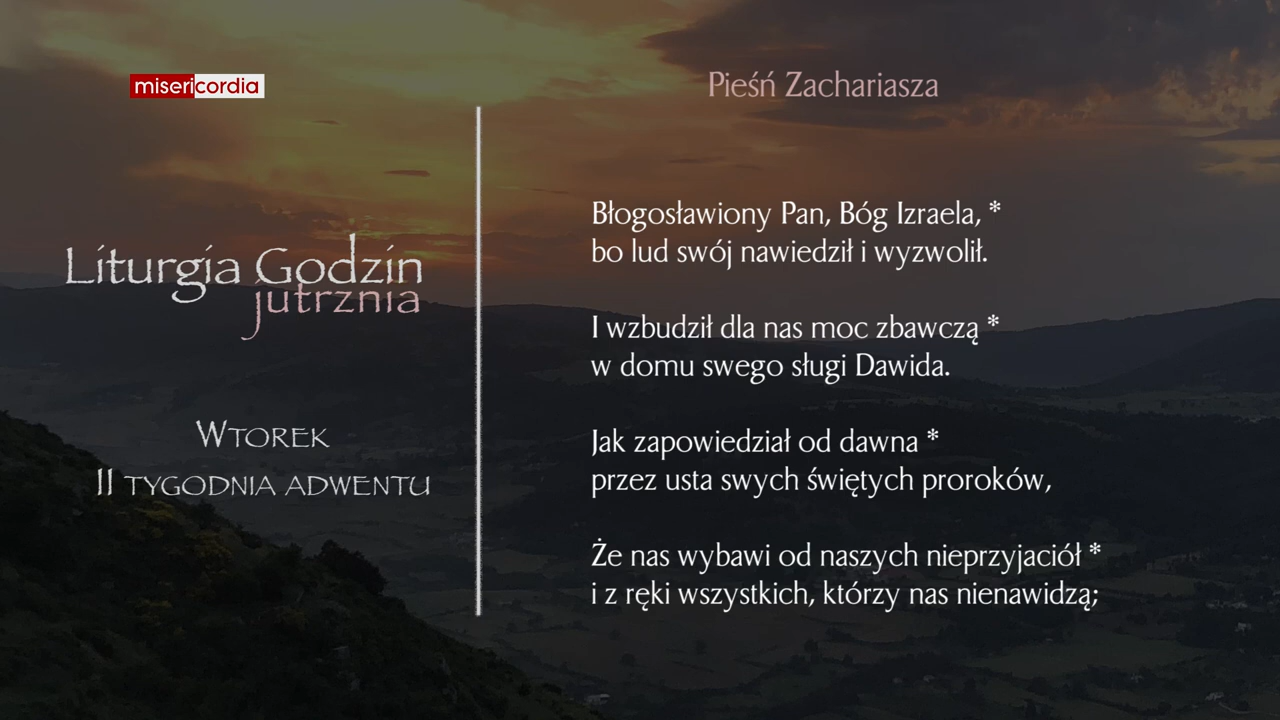 misericordia
Liturgia Godzin
jutrznia
Wtorek
II tygodnia adwentu
Pieśń Zachariasza
Błogosławiony Pan, Bóg Izraela, *
bo lud swój nawiedził i wyzwolił.
I wzbudził dla nas moc zbawczą *
w domu swego sługi Dawida.
Jak zapowiedział od dawna *
przez usta swych świętych proroków,
Że nas wybawi od naszych nieprzyjaciół *
i z ręki wszystkich, którzy nas nienawidzą;